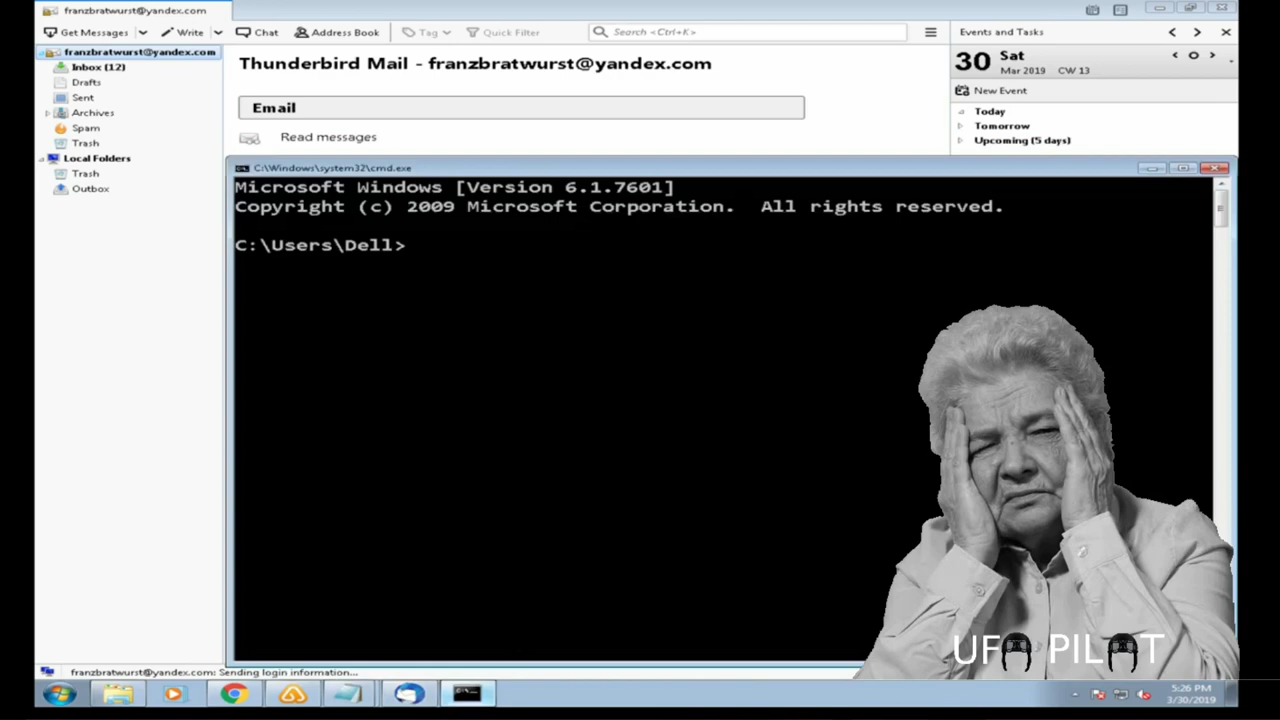 franzbratwurst@yandex.com
Get Messages Write Chat Address Book Tag Quick Filter Search <Ctrl+K> Events and Tasks
franzbratwurst@yandex.com
Inbox (12)
Drafts
Sent
Archives
Spam
Trash
Local Folders
Trash
Outbox
Thunderbird Mail - franzbratwurst@yandex.com
Email
Read messages
30 Sat
Mar 2019 CW 13
New Event
Today
Tomorrow
Upcoming (5 days)
C:\Windows\system32\cmd.exe
Microsoft Windows [Version 6.1.7601]
Copyright (c) 2009 Microsoft Corporation.  All rights reserved.
C:\Users\Dell>
UFO PILOT
franzbratwurst@yandex.com: Sending login information...
5:26 PM
3/30/2019